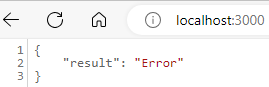 localhost:3000
1 {
2 "result": "Error"
3 }